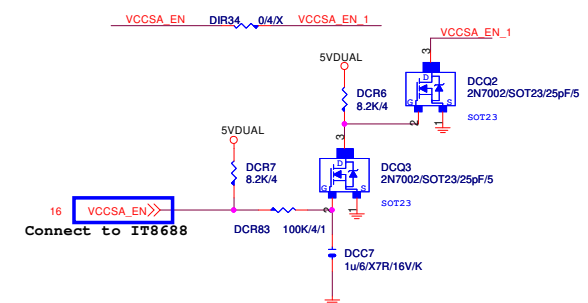 VCCSA_EN DIR34 0/4/X VCCSA_EN_1
VCCSA_EN_1
5VDUAL
3
D
DCQ2
2N7002/SOT23/25pF/5
G S
SOT23
2 1
DCR6
8.2K/4
5VDUAL
3
D
DCQ3
2N7002/SOT23/25pF/5
G S
SOT23
2 1
DCR7
8.2K/4
16 VCCSA_EN
Connect to IT8688
DCR83 100K/4/1
DCC7
1u/6/X7R/16V/K